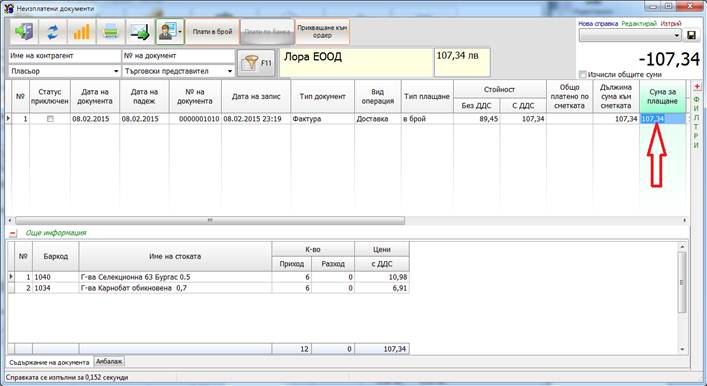 Неизплатени документи
Плати в брой
Плати по банка
Прихващане към ордер
Нова справка Редактирай Изтрий
Име на контрагент
№ на документ
Пласьор
Търговски представител
F11
Лора ЕООД
107,34 лв
-107,34
Изчисли общите суми
№ Статус приключен Дата на документа Дата на падеж № на документа Дата на запис Тип документ Вид операция Тип плащане Стойност Общо платено по сметката Дължима сума към сметката Сума за плащане
Без ДДС С ДДС
1 08.02.2015 08.02.2015 0000001010 08.02.2015 23:19 Фактура Доставка в брой 89,45 107,34 107,34 107,34
ФИЛТРИ
Още информация
№ Баркод Име на стоката К-во Цени
Приход Разход с ДДС
1 1040 Г-ва Селекционна 63 Бургас 0.5 6 0 10,98
2 1034 Г-ва Карнобат обикновена 0,7 6 0 6,91
12 0 107,34
Съдържание на документа Амбалаж
Справката се изпълни за 0,152 секунди